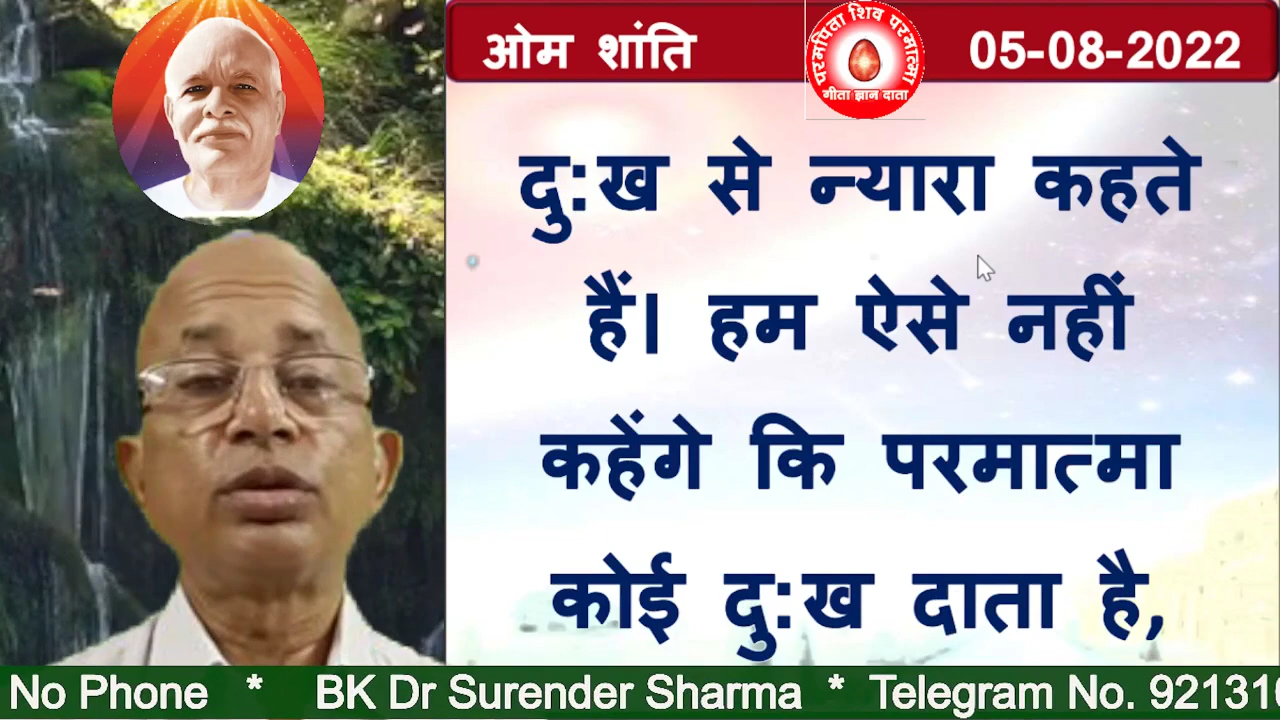 ओम शांति
परमपिता शिव परमात्मा
गीता ज्ञान दाता
05-08-2022
दु:ख से न्यारा कहते
हैं। हम ऐसे नहीं
कहेंगे कि परमात्मा
कोई दु:ख दाता है,
No Phone * BK Dr Surender Sharma * Telegram No. 92131